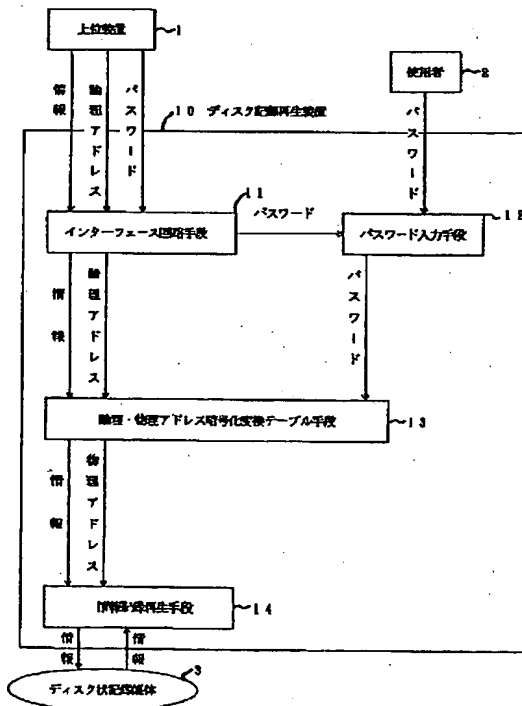 上位装置
1
使用者
2
情報
論理アドレス
パスワード
パスワード
10 ディスク記録再生装置
11
インターフェース回路手段
パスワード
12
パスワード入力手段
情報
論理アドレス
パスワード
論理・物理アドレス暗号化変換テーブル手段
13
情報
物理アドレス
情報記録再生手段
14
情報
情報
3
ディスク状記録媒体